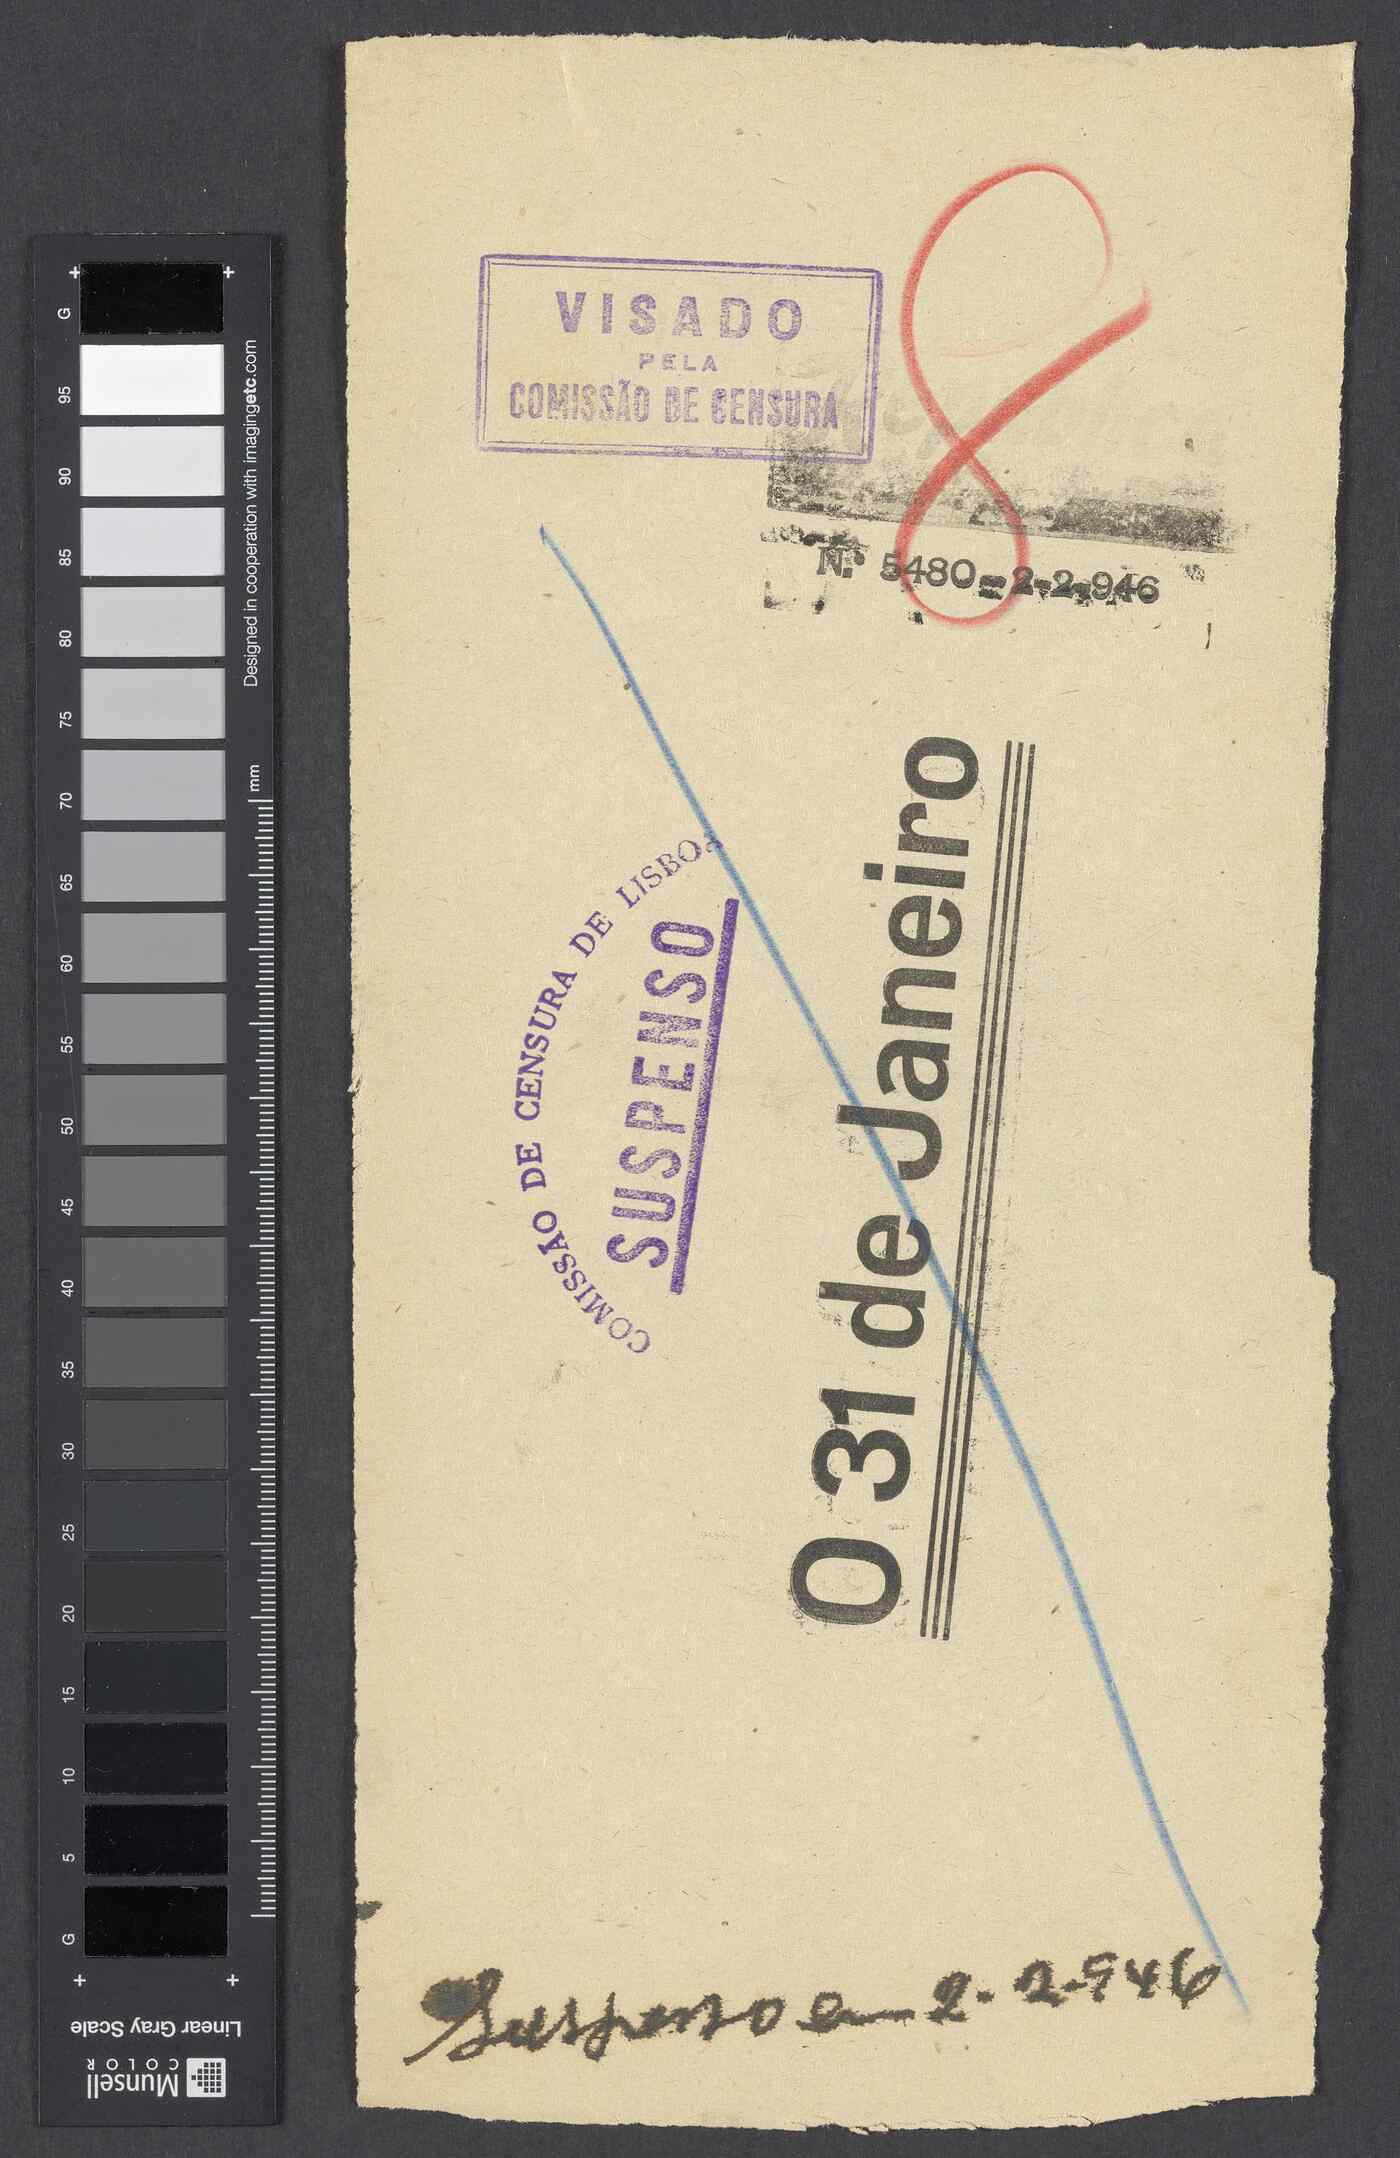 VISADO
PELA
COMISSÃO DE CENSURA
N.º 5480 - 2-2-946
COMISSÃO DE CENSURA DE LISBOA
SUSPENSO
O 31 de Janeiro
Suspenso em 2-2-946
G
95
90
85
80
75
70
65
60
55
50
45
40
35
30
25
20
15
10
5
G
Designed in cooperation with imagingetc.com
mm
Linear Gray Scale
Munsell
COLOR